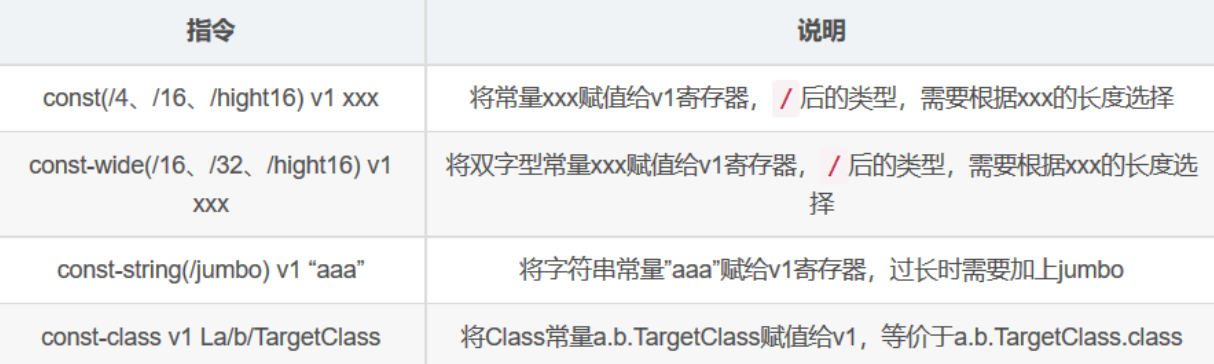 指令
说明
const(/4、/16、/hight16) v1 xxx
将常量xxx赋值给v1寄存器， / 后的类型，需要根据xxx的长度选择
const-wide(/16、/32、/hight16) v1
xxx
将双字型常量xxx赋值给v1寄存器， / 后的类型，需要根据xxx的长度选
择
const-string(/jumbo) v1 “aaa”
将字符串常量”aaa”赋给v1寄存器，过长时需要加上jumbo
const-class v1 La/b/TargetClass
将Class常量a.b.TargetClass赋值给v1，等价于a.b.TargetClass.class